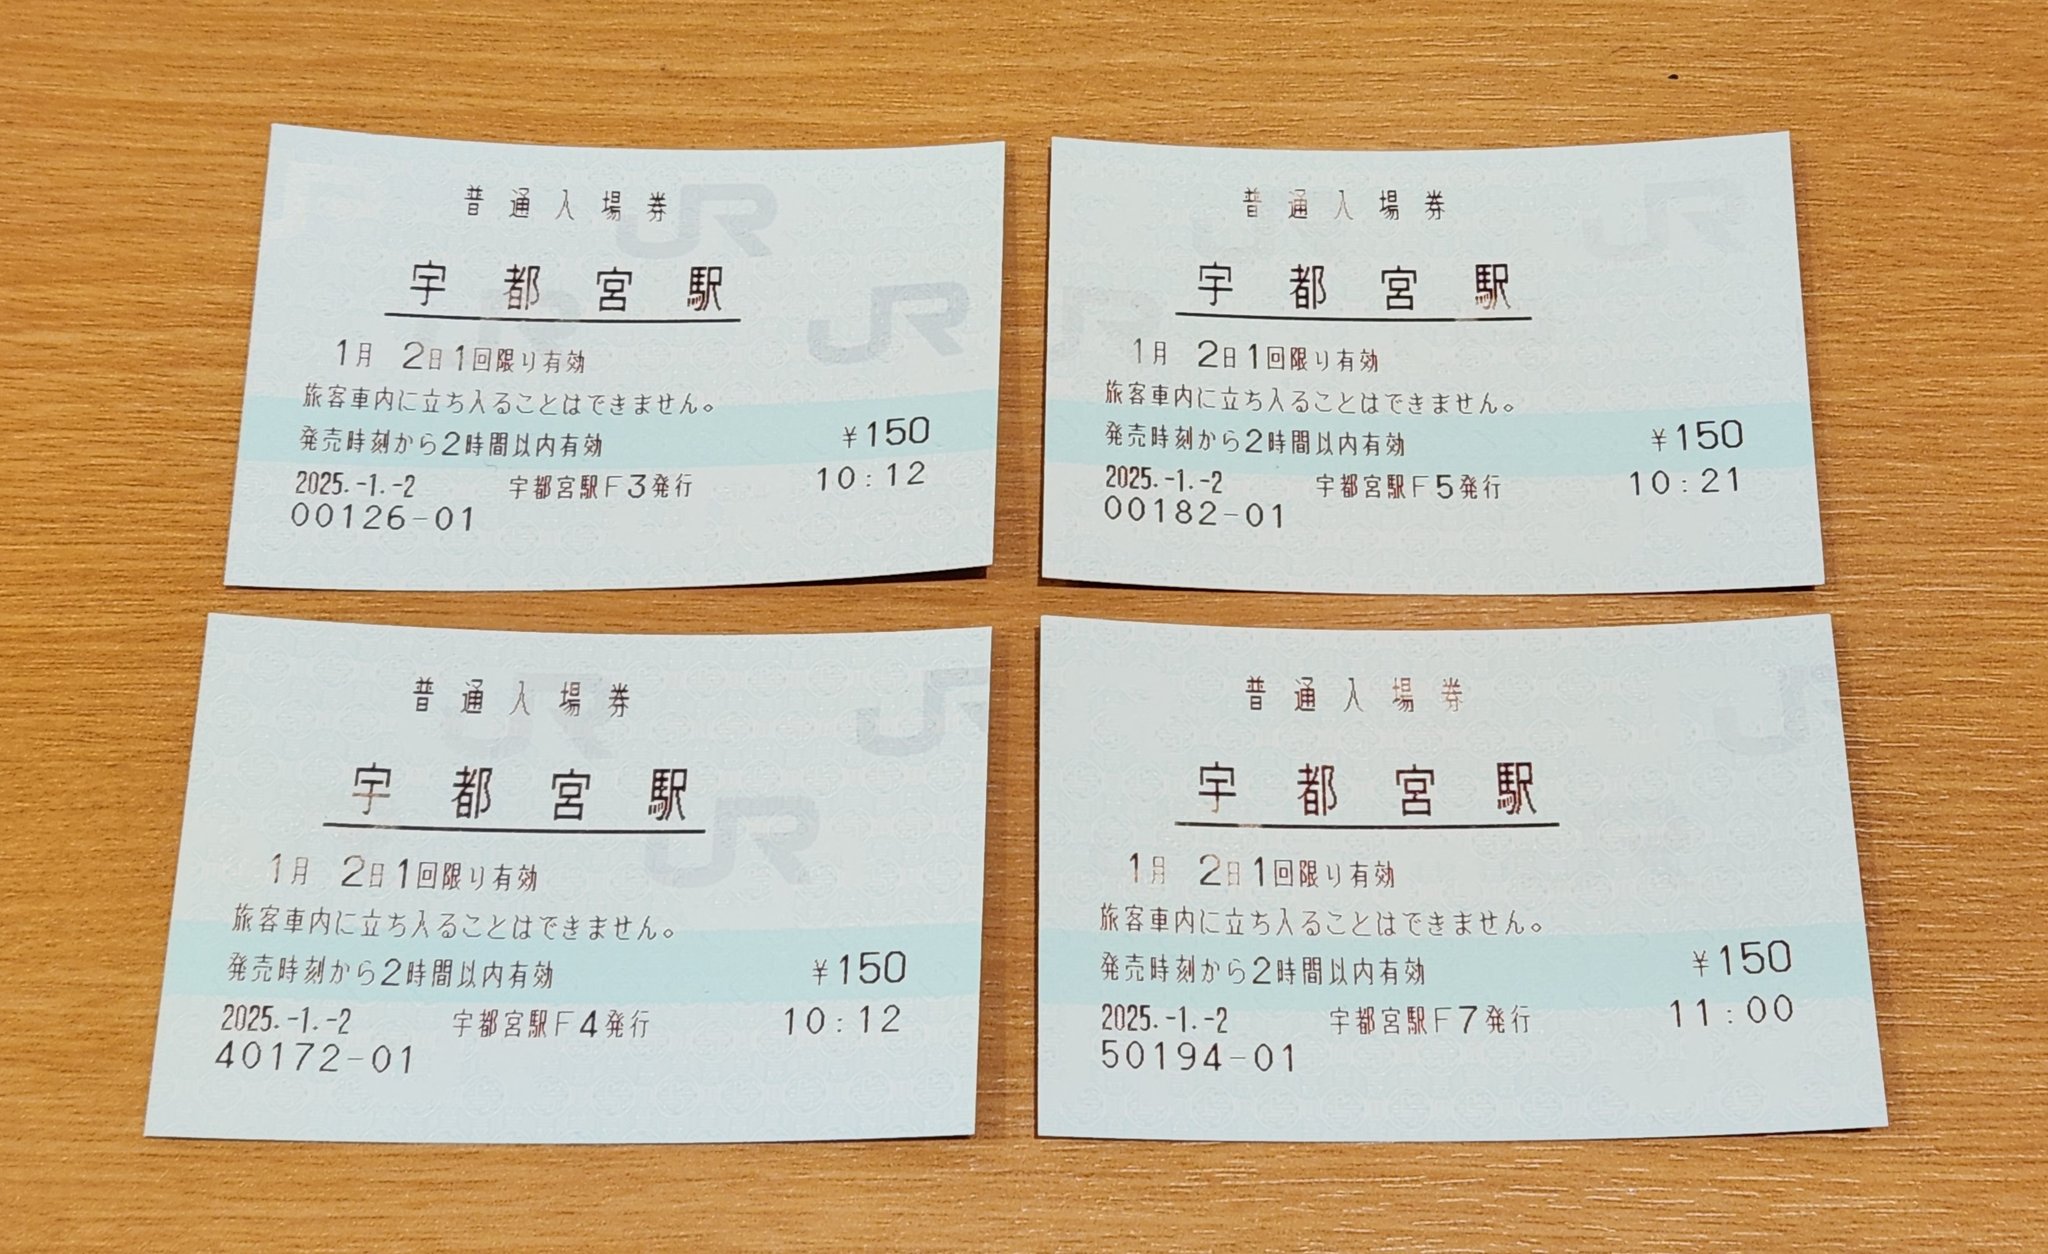 普通入場券
宇都宮駅
1月 2日1回限り有効
旅客車内に立ち入ることはできません。
発売時刻から2時間以内有効 ¥150
2025.-1.-2 宇都宮駅F3発行 10:12
00126-01
普通入場券
宇都宮駅
1月 2日1回限り有効
旅客車内に立ち入ることはできません。
発売時刻から2時間以内有効 ¥150
2025.-1.-2 宇都宮駅F5発行 10:21
00182-01
普通入場券
宇都宮駅
1月 2日1回限り有効
旅客車内に立ち入ることはできません。
発売時刻から2時間以内有効 ¥150
2025.-1.-2 宇都宮駅F4発行 10:12
40172-01
普通入場券
宇都宮駅
1月 2日1回限り有効
旅客車内に立ち入ることはできません。
発売時刻から2時間以内有効 ¥150
2025.-1.-2 宇都宮駅F7発行 11:00
50194-01